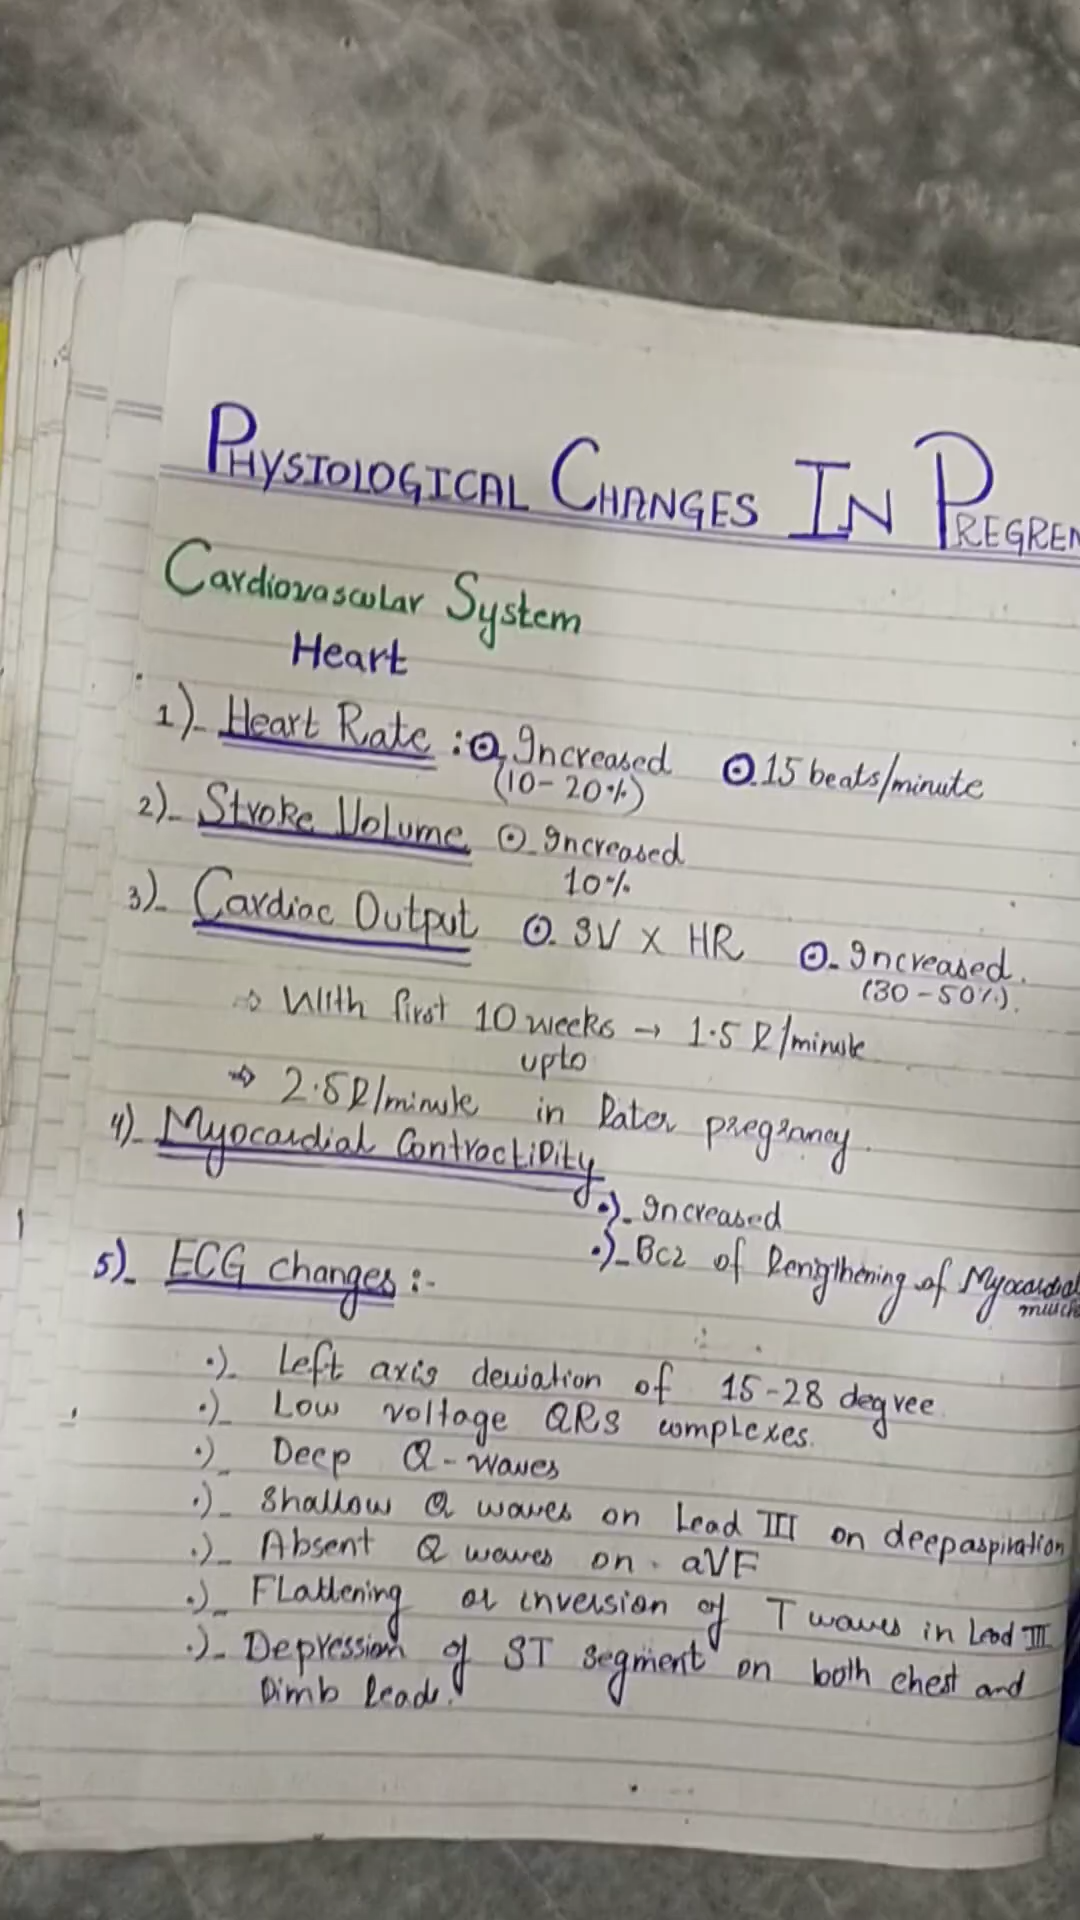 PHYSIOLOGICAL CHANGES IN PREGREN
Cardiovascular System
Heart
1)- Heart Rate : Increased (10-20%) 15 beats/minute
2)- Stroke Volume Increased 10%
3)- Cardiac Output SV X HR Increased. (30-50%).
⇒ With first 10 weeks → 1.5 l/minute
upto
⇒ 2.5l/minute in later pregnancy.
4)- Myocardial Contractility
•)- Increased
•)- Bcz of lenigthening of Myocardial muscle
5)- ECG changes :-
•)- Left axis deviation of 15-28 degree
•)- Low voltage QRS complexes.
•)- Deep Q-waves
•)- Shallow Q waves on Lead III on deep aspiration
•)- Absent Q waves on aVF
•)- Flattening or inversion of T waves in Lead III
•)- Depression of ST segment on both chest and
limb leads.